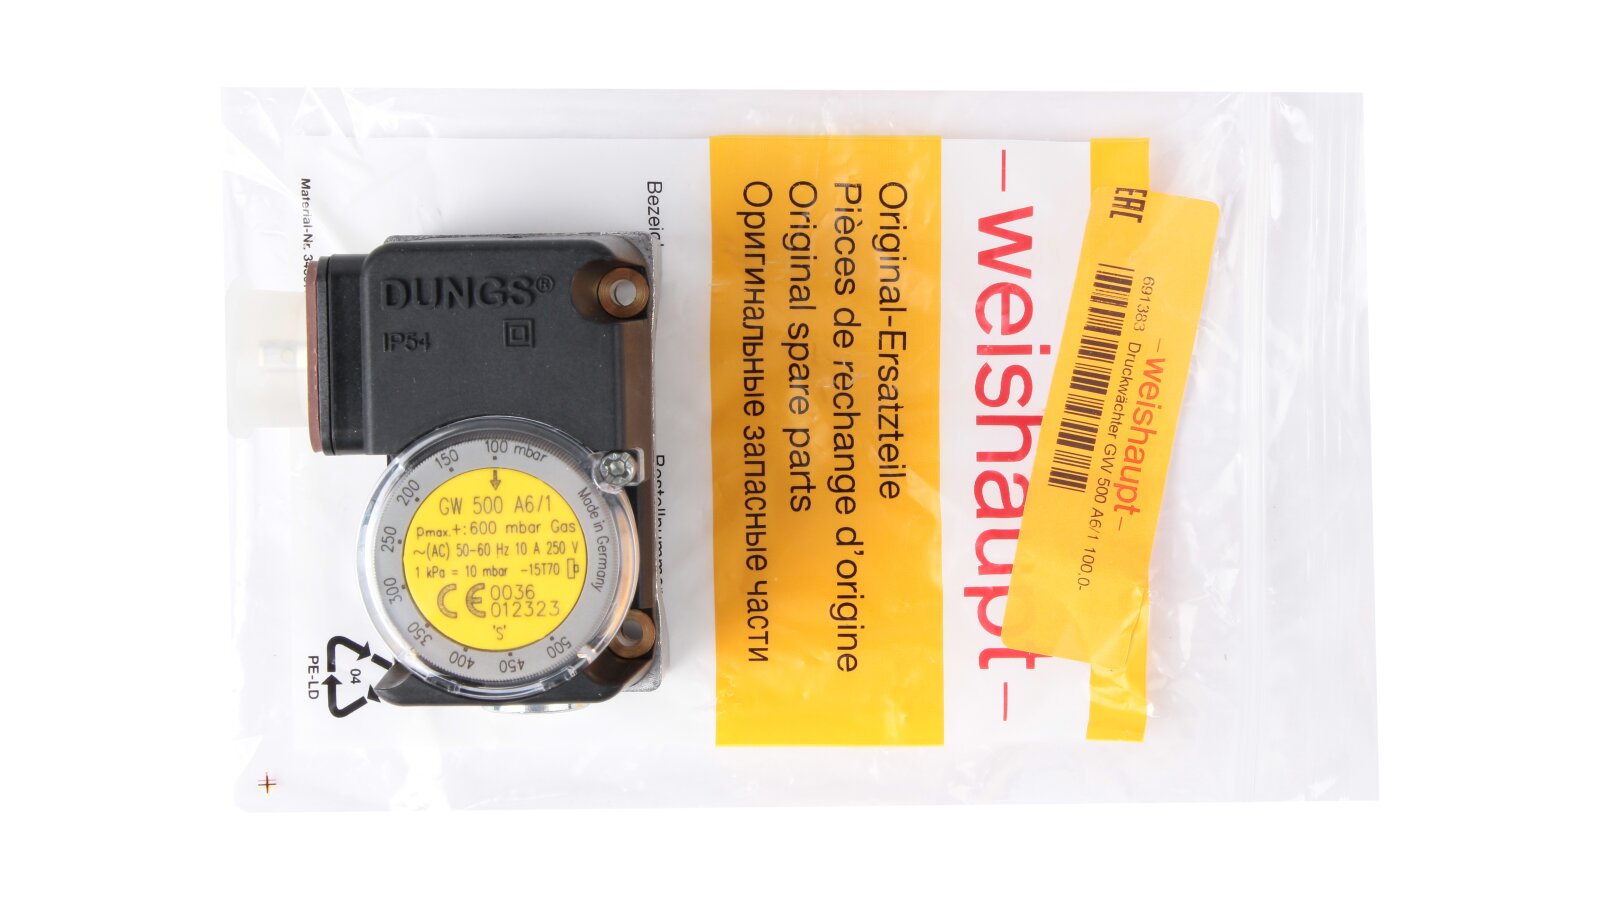 DUNGS®
IP54
100 mbar
150
200
250
300
350
400
450
500
Made in Germany
GW 500 A6/1
pmax.+: 600 mbar Gas
~(AC) 50-60 Hz 10 A 250 V
1 kPa = 10 mbar -15T70
CE 0036
012323
'S'
Material-Nr.
04
PE-LD
Original-Ersatzteile
Pièces de rechange d'origine
Original spare parts
Оригинальные запасные части
– weishaupt –
EAC
– weishaupt –
691383 Druckwächter GW 500 A6/1 100,0-